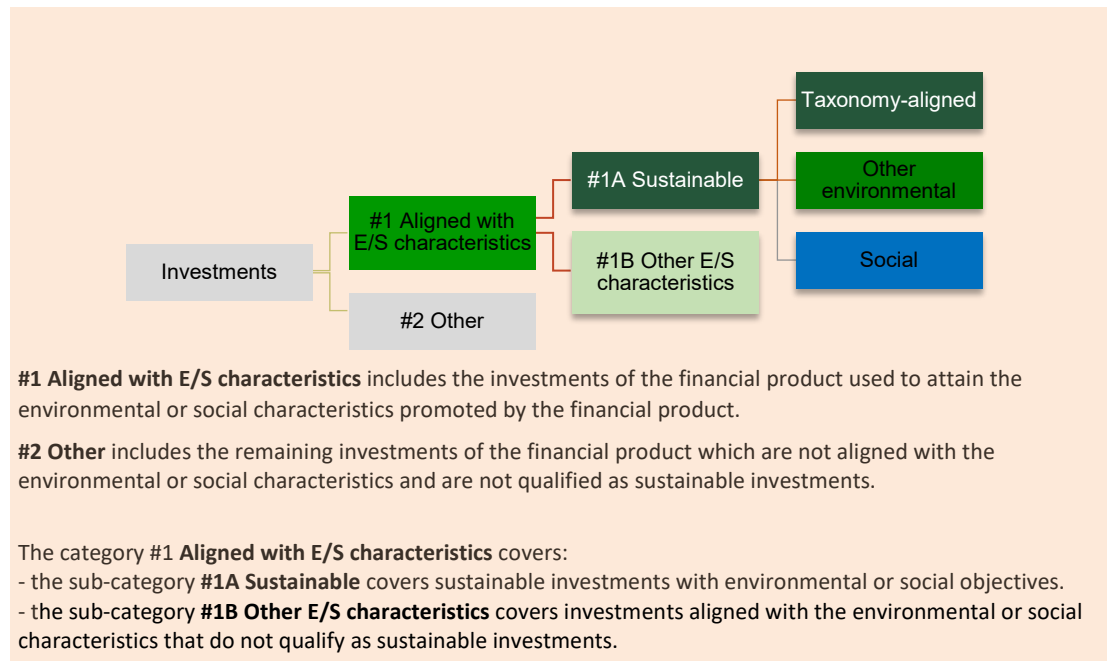 Taxonomy-aligned
#1A Sustainable
Other
environmental
#1 Aligned with
E/S characteristics
Investments
#1B Other E/S
characteristics
Social
#2 Other
#1 Aligned with E/S characteristics includes the investments of the financial product used to attain the
environmental or social characteristics promoted by the financial product.
#2 Other includes the remaining investments of the financial product which are not aligned with the
environmental or social characteristics and are not qualified as sustainable investments.
The category #1 Aligned with E/S characteristics covers:
- the sub-category #1A Sustainable covers sustainable investments with environmental or social objectives.
- the sub-category #1B Other E/S characteristics covers investments aligned with the environmental or social
characteristics that do not qualify as sustainable investments.